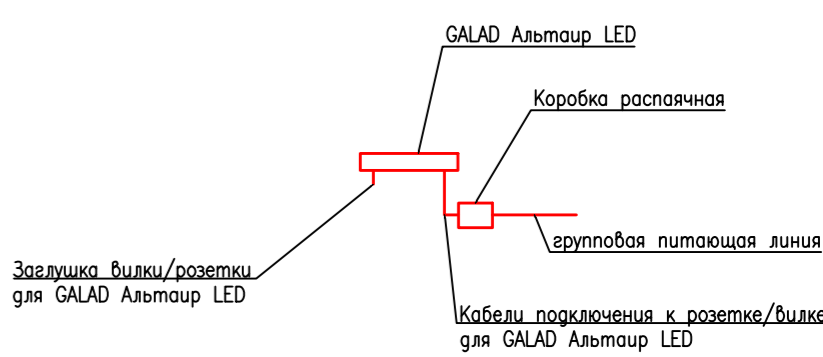 GALAD Альтаир LED
Коробка распаячная
групповая питающая линия
Заглушка вилки/розетки
для GALAD Альтаир LED
Кабели подключения к розетке/вилке
для GALAD Альтаир LED